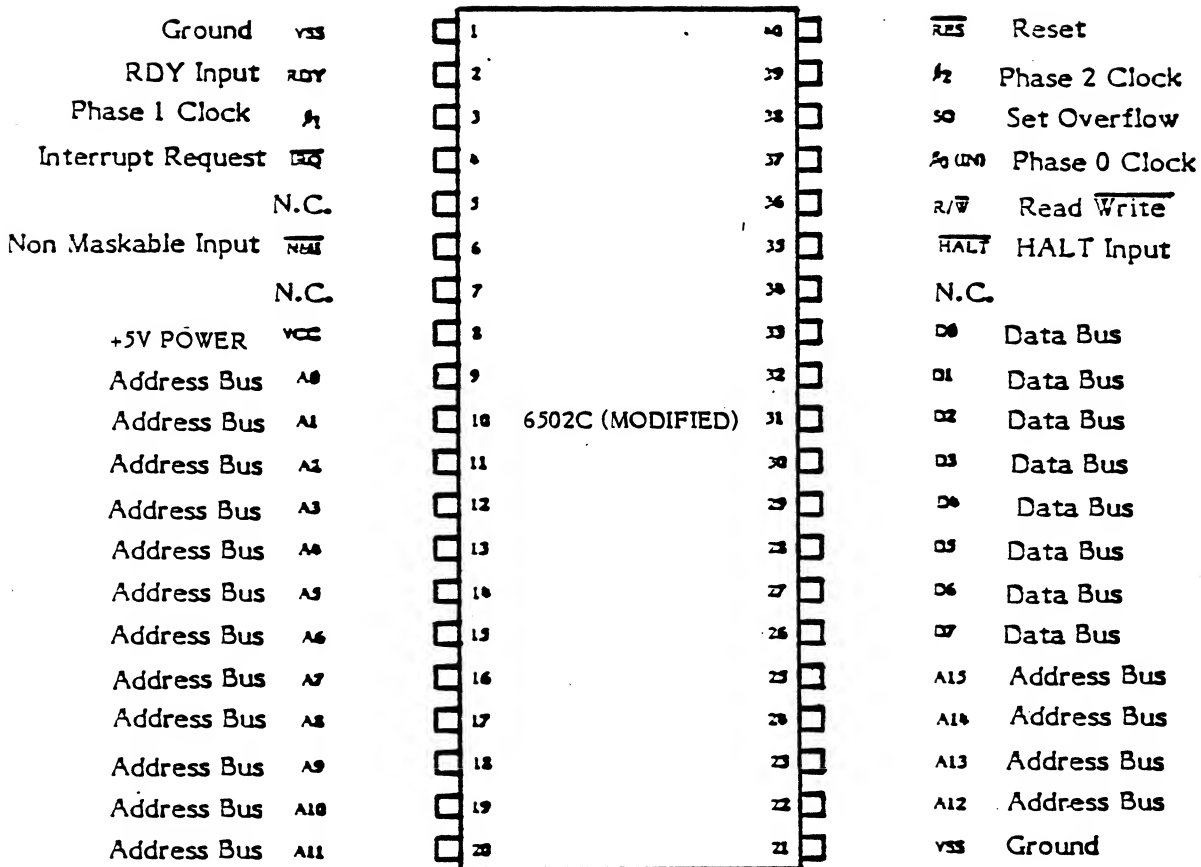 Ground VSS 1 40 RES Reset
RDY Input RDY 2 39 ϕ2 Phase 2 Clock
Phase 1 Clock ϕ1 3 38 SO Set Overflow
Interrupt Request IRQ 4 37 ϕ0 (IN) Phase 0 Clock
N.C. 5 36 R/W Read Write
Non Maskable Input NMI 6 35 HALT HALT Input
N.C. 7 34 N.C.
+5V POWER VCC 8 33 D0 Data Bus
Address Bus A0 9 32 D1 Data Bus
Address Bus A1 10 6502C (MODIFIED) 31 D2 Data Bus
Address Bus A2 11 30 D3 Data Bus
Address Bus A3 12 29 D4 Data Bus
Address Bus A4 13 28 D5 Data Bus
Address Bus A5 14 27 D6 Data Bus
Address Bus A6 15 26 D7 Data Bus
Address Bus A7 16 25 A15 Address Bus
Address Bus A8 17 24 A14 Address Bus
Address Bus A9 18 23 A13 Address Bus
Address Bus A10 19 22 A12 Address Bus
Address Bus A11 20 21 VSS Ground